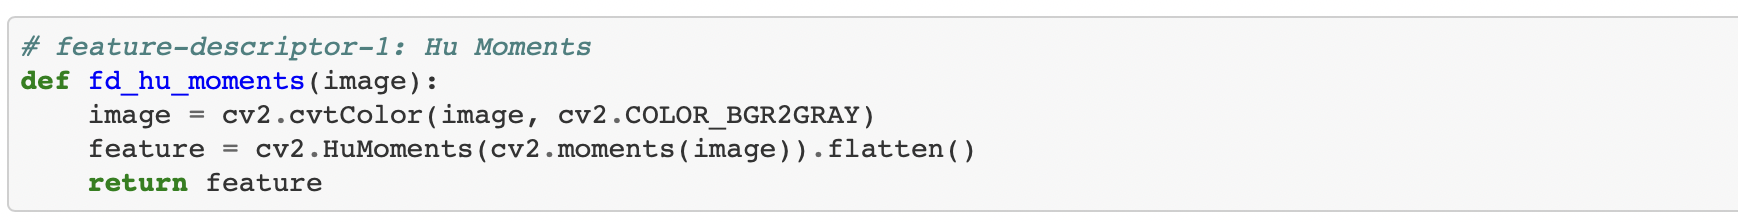 # feature-descriptor-1: Hu Moments
def fd_hu_moments(image):
    image = cv2.cvtColor(image, cv2.COLOR_BGR2GRAY)
    feature = cv2.HuMoments(cv2.moments(image)).flatten()
    return feature